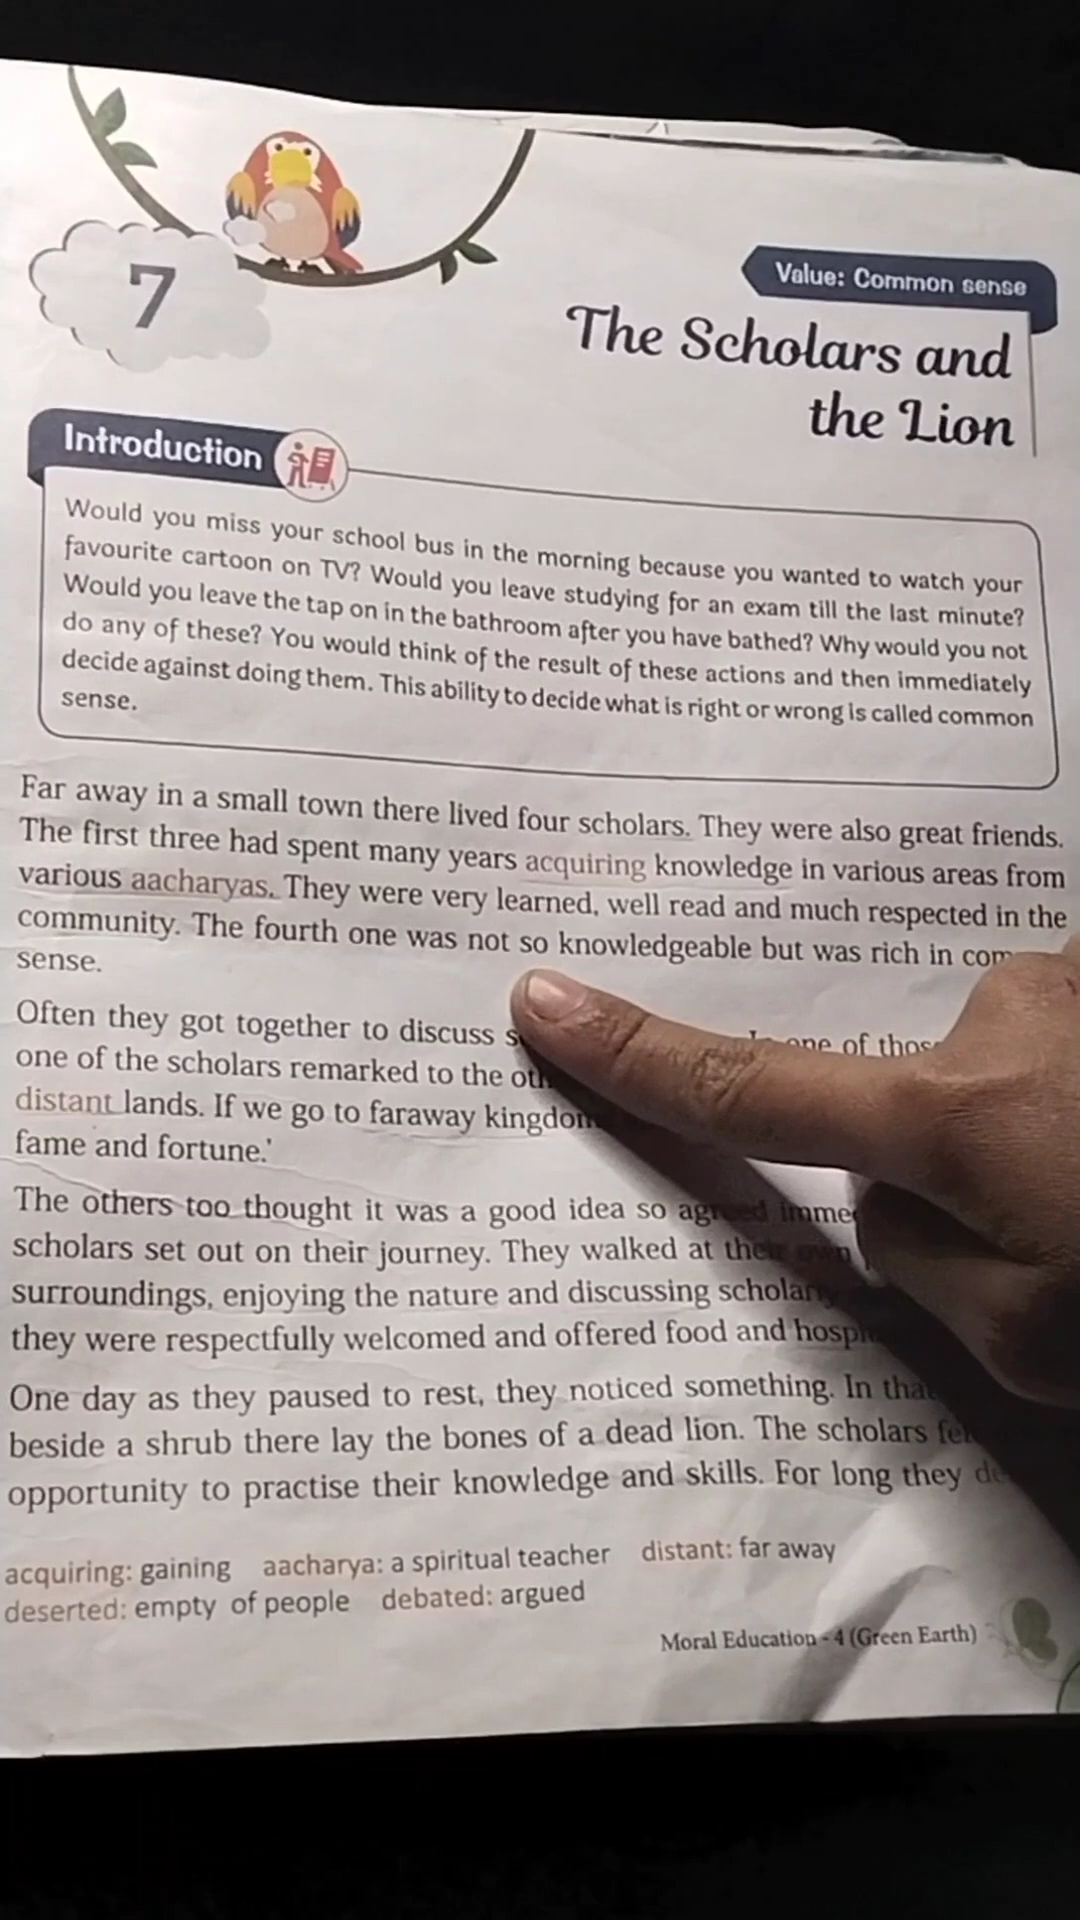 7
Value: Common sense
The Scholars and
the Lion
Introduction
Would you miss your school bus in the morning because you wanted to watch your
favourite cartoon on TV? Would you leave studying for an exam till the last minute?
Would you leave the tap on in the bathroom after you have bathed? Why would you not
do any of these? You would think of the result of these actions and then immediately
decide against doing them. This ability to decide what is right or wrong is called common
sense.
Far away in a small town there lived four scholars. They were also great friends.
The first three had spent many years acquiring knowledge in various areas from
various aacharyas. They were very learned, well read and much respected in the
community. The fourth one was not so knowledgeable but was rich in
sense.
Often they got together to discuss one of
one of the scholars remarked to the
distant lands. If we go to faraway
fame and fortune.'
The others too thought it was a good idea so agreed
scholars set out on their journey. They walked at their own
surroundings, enjoying the nature and discussing
they were respectfully welcomed and offered food and
One day as they paused to rest, they noticed something. In
beside a shrub there lay the bones of a dead lion. The scholars
opportunity to practise their knowledge and skills. For long they
acquiring: gaining aacharya: a spiritual teacher distant: far away
deserted: empty of people debated: argued
Moral Education - 4 (Green Earth)